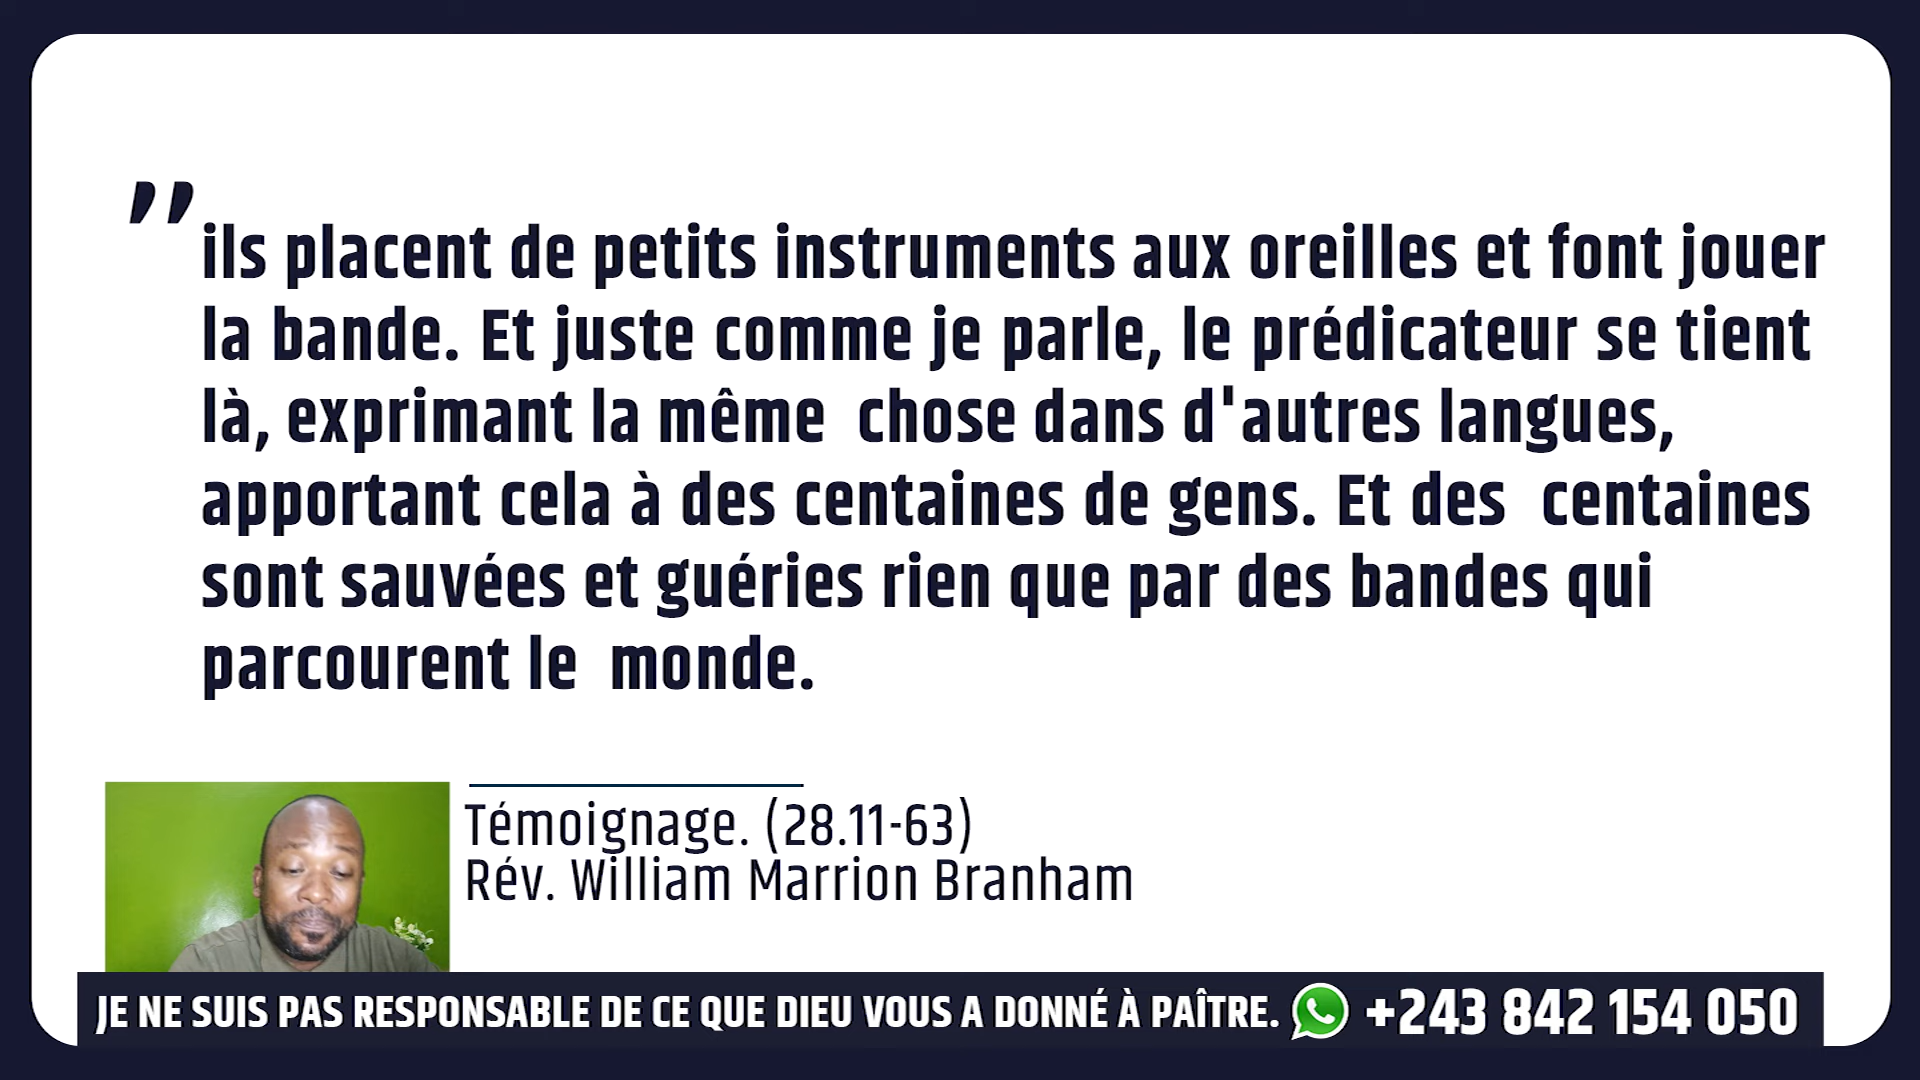 ”ils placent de petits instruments aux oreilles et font jouer
la bande. Et juste comme je parle, le prédicateur se tient
là, exprimant la même  chose dans d'autres langues,
apportant cela à des centaines de gens. Et des  centaines
sont sauvées et guéries rien que par des bandes qui
parcourent le  monde.
Témoignage. (28.11-63)
Rév. William Marrion Branham
JE NE SUIS PAS RESPONSABLE DE CE QUE DIEU VOUS A DONNÉ À PAÎTRE. +243 842 154 050